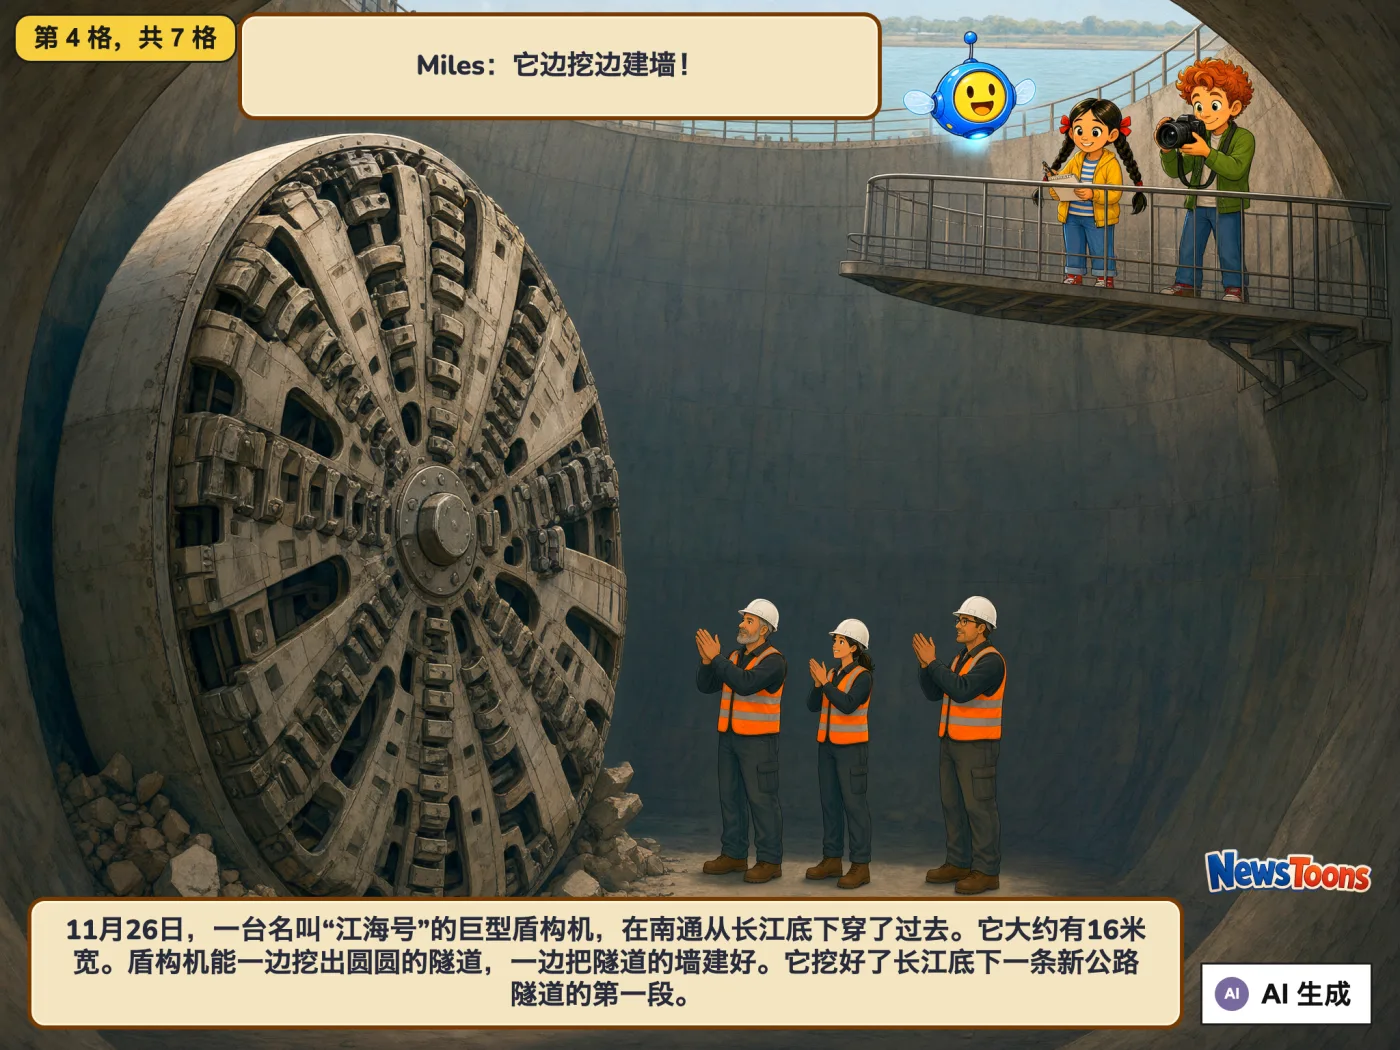 第 4 格，共 7 格
Miles：它边挖边建墙！
11月26日，一台名叫“江海号”的巨型盾构机，在南通从长江底下穿了过去。它大约有16米
宽。盾构机能一边挖出圆圆的隧道，一边把隧道的墙建好。它挖好了长江底下一条新公路
隧道的第一段。
NewsToons
AI AI 生成